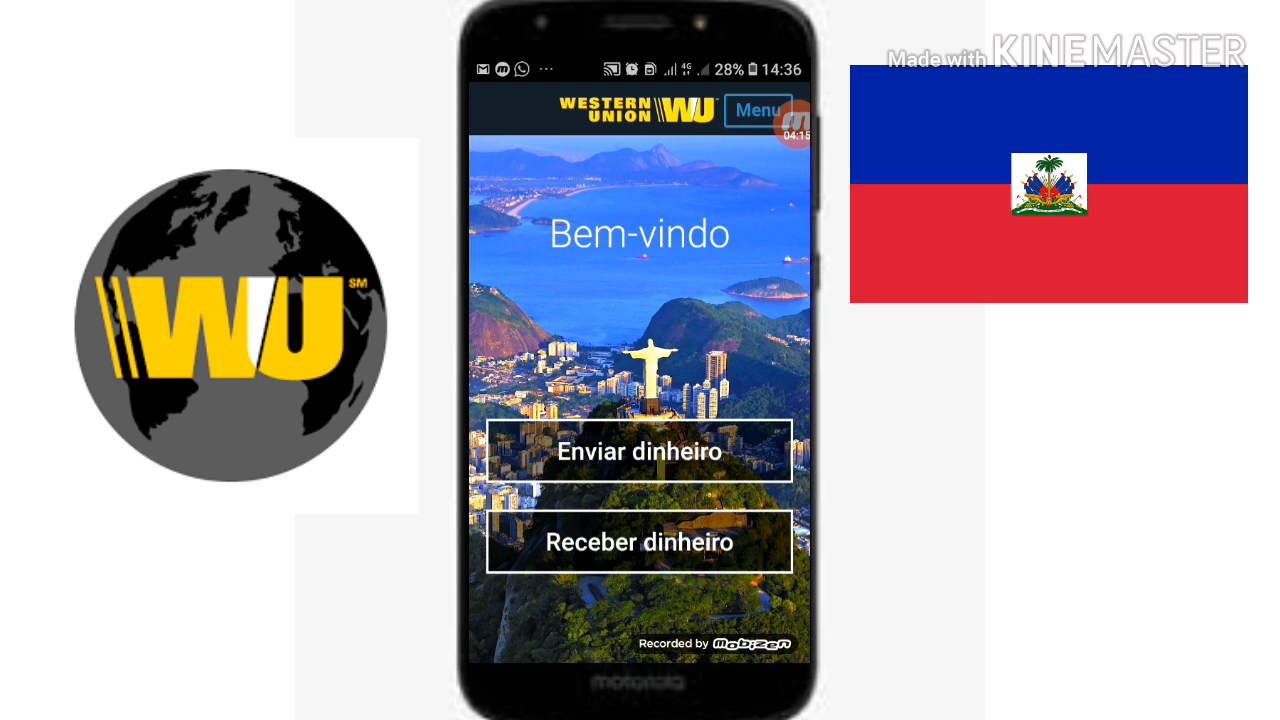 Made with KINEMASTER
28% 14:36
4G
WESTERN
UNION WU
Menu
04:15
Bem-vindo
WU SM
Enviar dinheiro
Receber dinheiro
Recorded by Mobizen
motorola